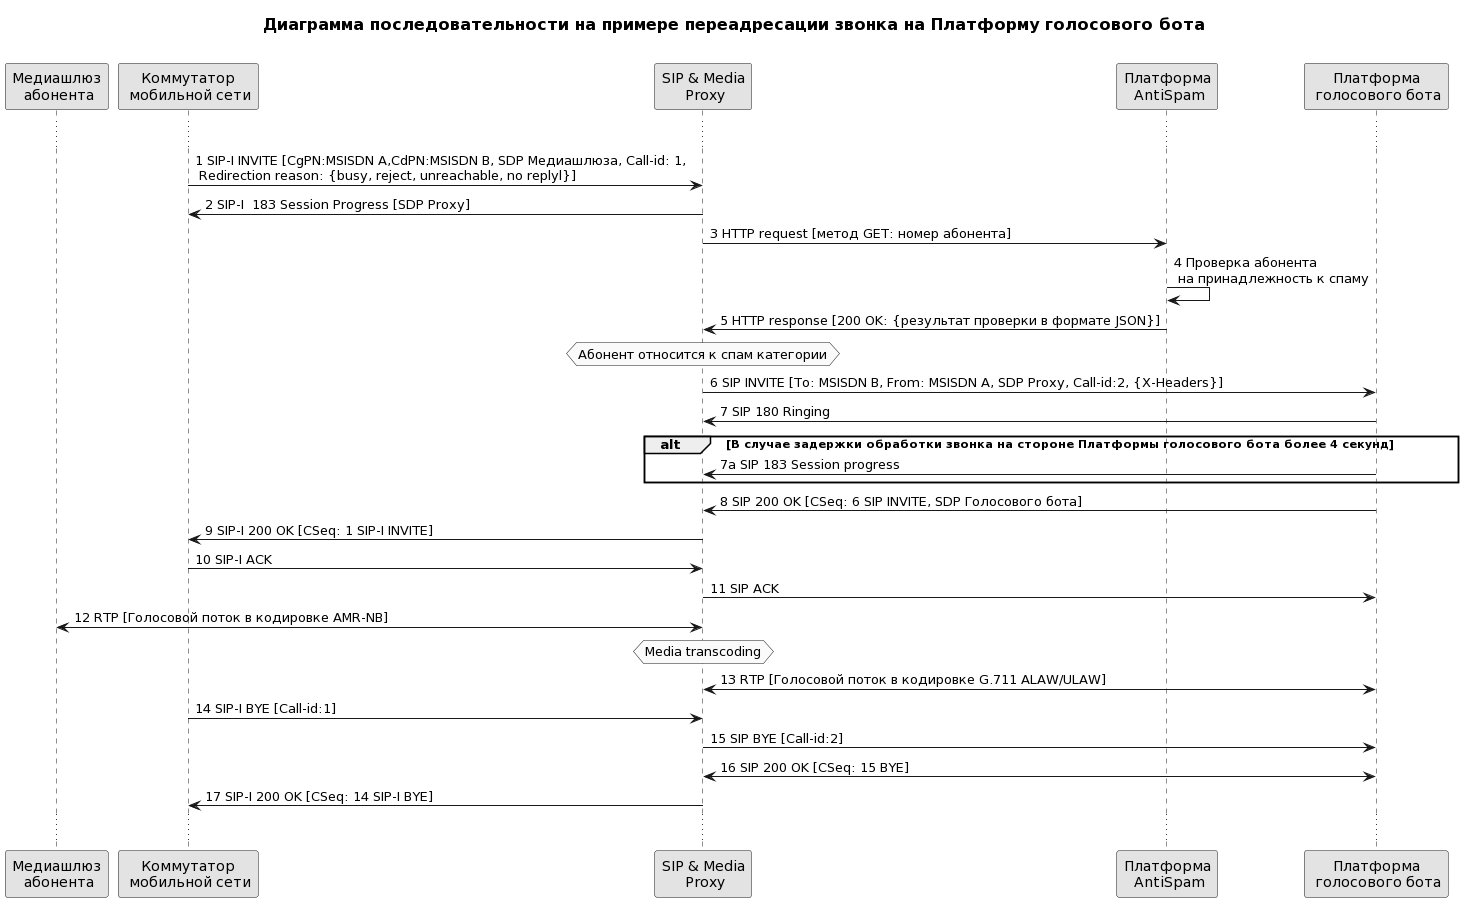 Диаграмма последовательности на примере переадресации звонка на Платформу голосового бота
Медиашлюз
абонента
Коммутатор
мобильной сети
SIP & Media
Proxy
Платформа
AntiSpam
Платформа
голосового бота
1 SIP-I INVITE [CgPN:MSISDN A,CdPN:MSISDN B, SDP Медиашлюза, Call-id: 1,
Redirection reason: {busy, reject, unreachable, no replyl}]
2 SIP-I  183 Session Progress [SDP Proxy]
3 HTTP request [метод GET: номер абонента]
4 Проверка абонента
на принадлежность к спаму
5 HTTP response [200 OK: {результат проверки в формате JSON}]
Абонент относится к спам категории
6 SIP INVITE [To: MSISDN B, From: MSISDN A, SDP Proxy, Call-id:2, {X-Headers}]
7 SIP 180 Ringing
alt [В случае задержки обработки звонка на стороне Платформы голосового бота более 4 секунд]
7a SIP 183 Session progress
8 SIP 200 OK [CSeq: 6 SIP INVITE, SDP Голосового бота]
9 SIP-I 200 OK [CSeq: 1 SIP-I INVITE]
10 SIP-I ACK
11 SIP ACK
12 RTP [Голосовой поток в кодировке AMR-NB]
Media transcoding
13 RTP [Голосовой поток в кодировке G.711 ALAW/ULAW]
14 SIP-I BYE [Call-id:1]
15 SIP BYE [Call-id:2]
16 SIP 200 OK [CSeq: 15 BYE]
17 SIP-I 200 OK [CSeq: 14 SIP-I BYE]
Медиашлюз
абонента
Коммутатор
мобильной сети
SIP & Media
Proxy
Платформа
AntiSpam
Платформа
голосового бота